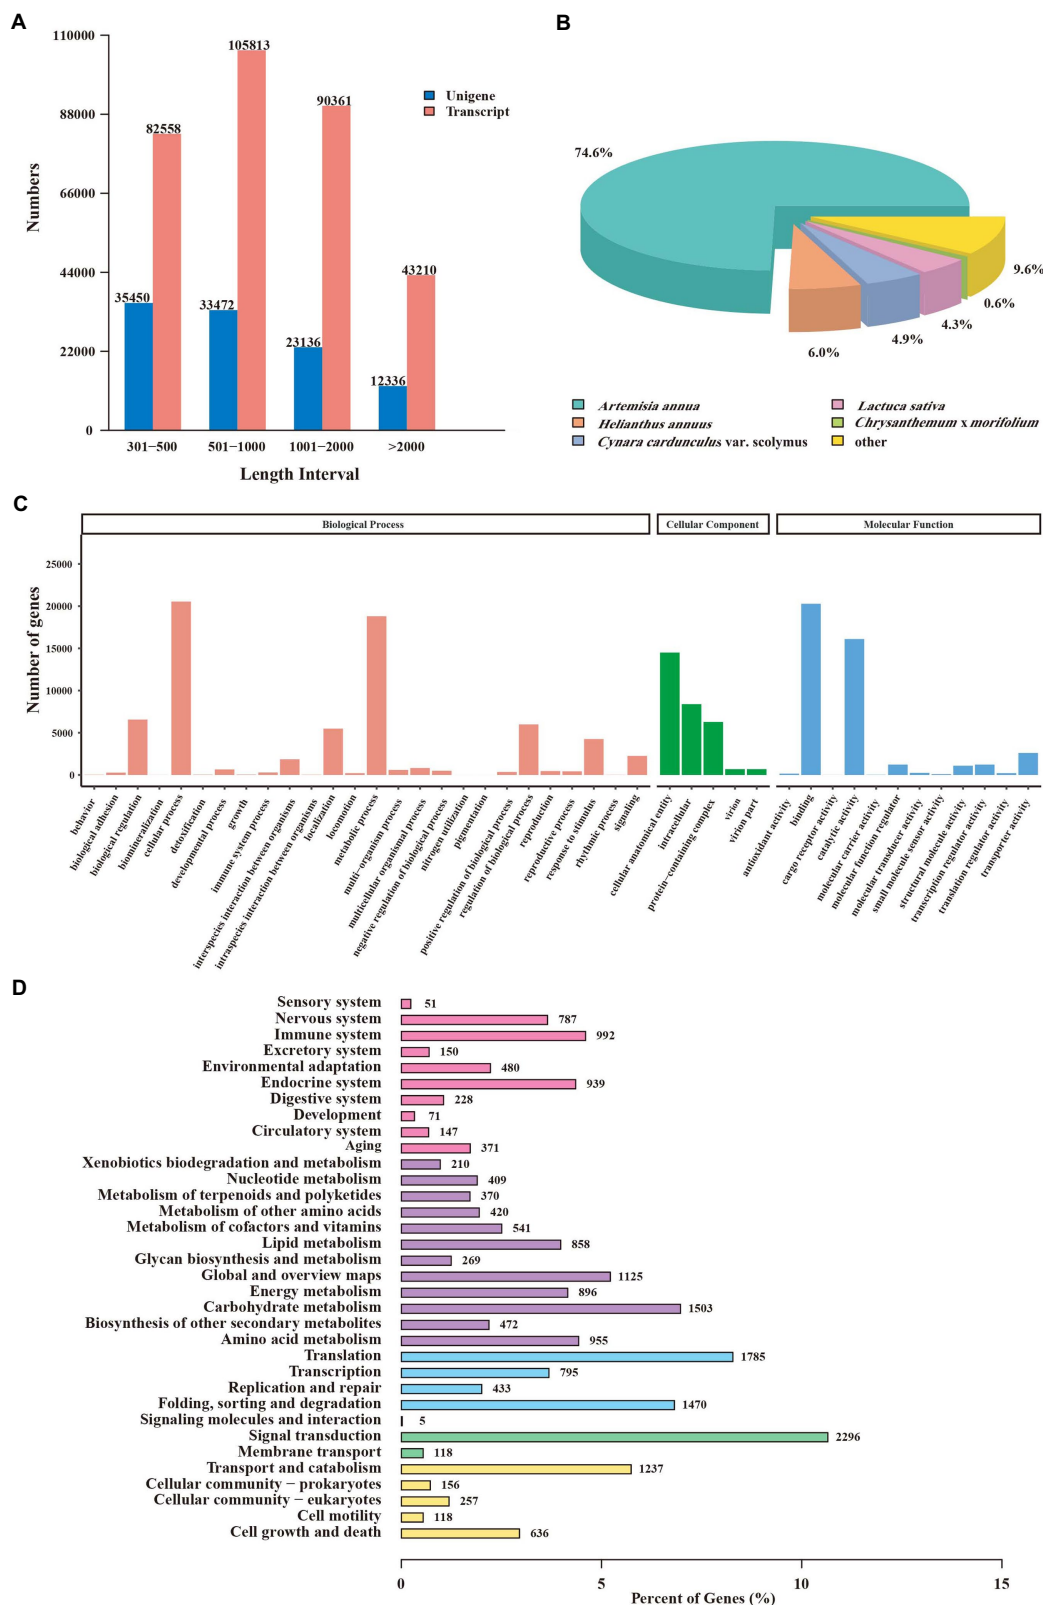 A
110000
88000
66000
44000
22000
0
Numbers
35450
82558
33472
105813
23136
90361
12336
43210
Unigene
Transcript
301−500
501−1000
1001−2000
>2000
Length Interval
B
74.6%
9.6%
0.6%
4.3%
4.9%
6.0%
Artemisia annua
Helianthus annuus
Cynara cardunculus var. scolymus
Lactuca sativa
Chrysanthemum x morifolium
other
C
Biological Process
Cellular Component
Molecular Function
Number of genes
25000
20000
15000
10000
5000
0
behavior
biological adhesion
biological regulation
biomineralization
cellular process
detoxification
developmental process
growth
immune system process
interspecies interaction between organisms
intraspecies interaction between organisms
localization
locomotion
metabolic process
multi−organism process
multicellular organismal process
negative regulation of biological process
nitrogen utilization
pigmentation
positive regulation of biological process
regulation of biological process
reproduction
reproductive process
response to stimulus
rhythmic process
signaling
cellular anatomical entity
intracellular
protein−containing complex
virion
virion part
antioxidant activity
binding
cargo receptor activity
catalytic activity
molecular carrier activity
molecular function regulator
molecular transducer activity
small molecule sensor activity
structural molecule activity
transcription regulator activity
translation regulator activity
transporter activity
D
Sensory system 51
Nervous system 787
Immune system 992
Excretory system 150
Environmental adaptation 480
Endocrine system 939
Digestive system 228
Development 71
Circulatory system 147
Aging 371
Xenobiotics biodegradation and metabolism 210
Nucleotide metabolism 409
Metabolism of terpenoids and polyketides 370
Metabolism of other amino acids 420
Metabolism of cofactors and vitamins 541
Lipid metabolism 858
Glycan biosynthesis and metabolism 269
Global and overview maps 1125
Energy metabolism 896
Carbohydrate metabolism 1503
Biosynthesis of other secondary metabolites 472
Amino acid metabolism 955
Translation 1785
Transcription 795
Replication and repair 433
Folding, sorting and degradation 1470
Signaling molecules and interaction 5
Signal transduction 2296
Membrane transport 118
Transport and catabolism 1237
Cellular community − prokaryotes 156
Cellular community − eukaryotes 257
Cell motility 118
Cell growth and death 636
0
5
10
15
Percent of Genes (%)